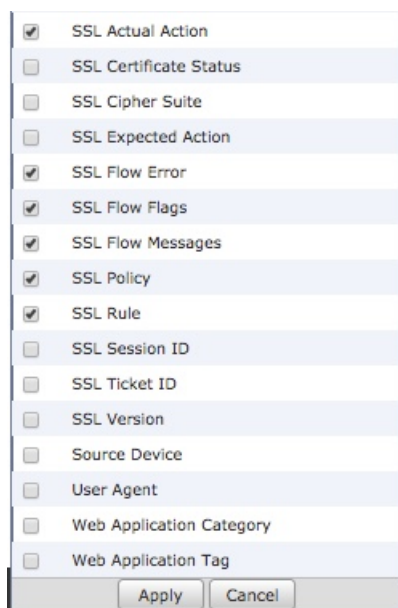 SSL Actual Action
SSL Certificate Status
SSL Cipher Suite
SSL Expected Action
SSL Flow Error
SSL Flow Flags
SSL Flow Messages
SSL Policy
SSL Rule
SSL Session ID
SSL Ticket ID
SSL Version
Source Device
User Agent
Web Application Category
Web Application Tag
Apply Cancel